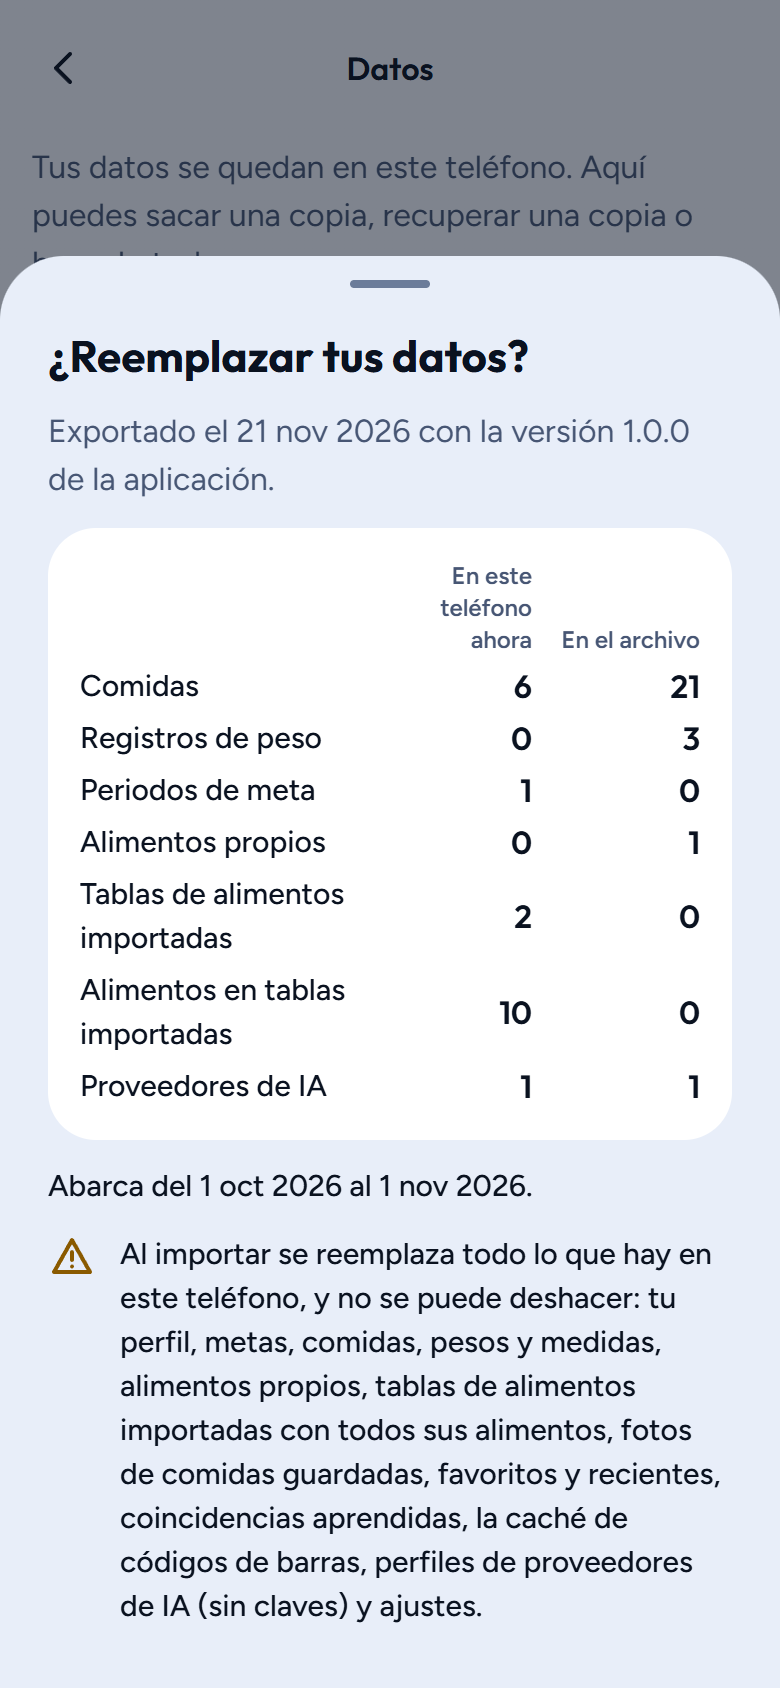 Datos
Tus datos se quedan en este teléfono. Aquí
puedes sacar una copia, recuperar una copia o
¿Reemplazar tus datos?
Exportado el 21 nov 2026 con la versión 1.0.0
de la aplicación.
En este
teléfono
ahora En el archivo
Comidas 6 21
Registros de peso 0 3
Periodos de meta 1 0
Alimentos propios 0 1
Tablas de alimentos
importadas 2 0
Alimentos en tablas
importadas 10 0
Proveedores de IA 1 1
Abarca del 1 oct 2026 al 1 nov 2026.
Al importar se reemplaza todo lo que hay en
este teléfono, y no se puede deshacer: tu
perfil, metas, comidas, pesos y medidas,
alimentos propios, tablas de alimentos
importadas con todos sus alimentos, fotos
de comidas guardadas, favoritos y recientes,
coincidencias aprendidas, la caché de
códigos de barras, perfiles de proveedores
de IA (sin claves) y ajustes.